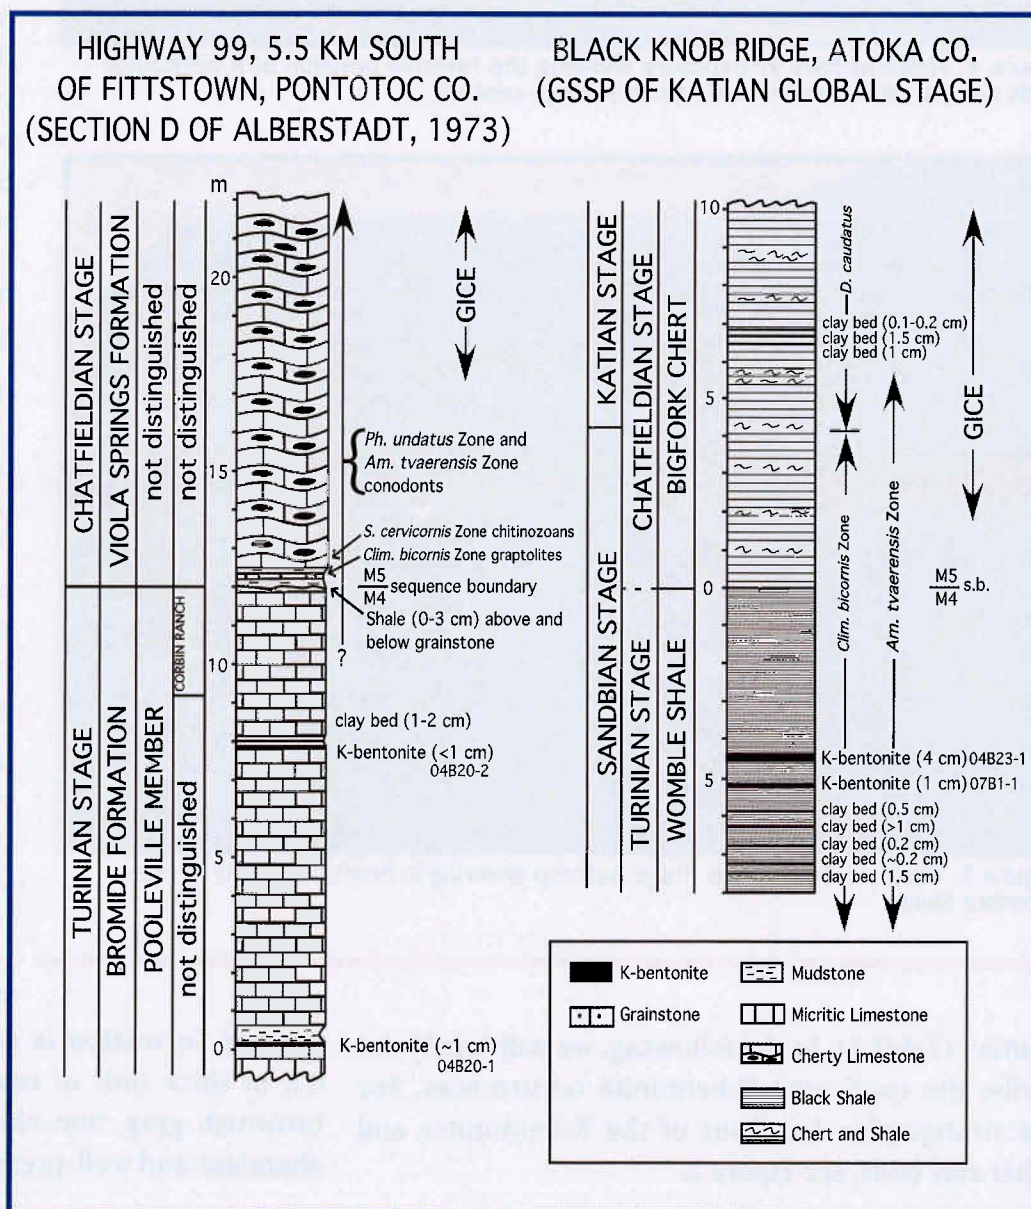 HIGHWAY 99, 5.5 KM SOUTH
OF FITTSTOWN, PONTOTOC CO.
(SECTION D OF ALBERSTADT, 1973)
m
20
15
10
5
0
CHATFIELDIAN STAGE
VIOLA SPRINGS FORMATION
not distinguished
not distinguished
TURINIAN STAGE
BROMIDE FORMATION
POOLEVILLE MEMBER
CORBIN RANCH
not distinguished
GICE
Ph. undatus Zone and
Am. tvaerensis Zone
conodonts
S. cervicornis Zone chitinozoans
Clim. bicornis Zone graptolites
M5
M4
sequence boundary
Shale (0-3 cm) above and
below grainstone
?
clay bed (1-2 cm)
K-bentonite (<1 cm)
04B20-2
K-bentonite (~1 cm)
04B20-1
BLACK KNOB RIDGE, ATOKA CO.
(GSSP OF KATIAN GLOBAL STAGE)
10
5
0
5
KATIAN STAGE
SANDBIAN STAGE
CHATFIELDIAN STAGE
TURINIAN STAGE
BIGFORK CHERT
WOMBLE SHALE
D. caudatus
clay bed (0.1-0.2 cm)
clay bed (1.5 cm)
clay bed (1 cm)
GICE
Clim. bicornis Zone
Am. tvaerensis Zone
M5
M4
s.b.
K-bentonite (4 cm) 04B23-1
K-bentonite (1 cm) 07B1-1
clay bed (0.5 cm)
clay bed (>1 cm)
clay bed (0.2 cm)
clay bed (~0.2 cm)
clay bed (1.5 cm)
K-bentonite
Grainstone
Mudstone
Micritic Limestone
Cherty Limestone
Black Shale
Chert and Shale